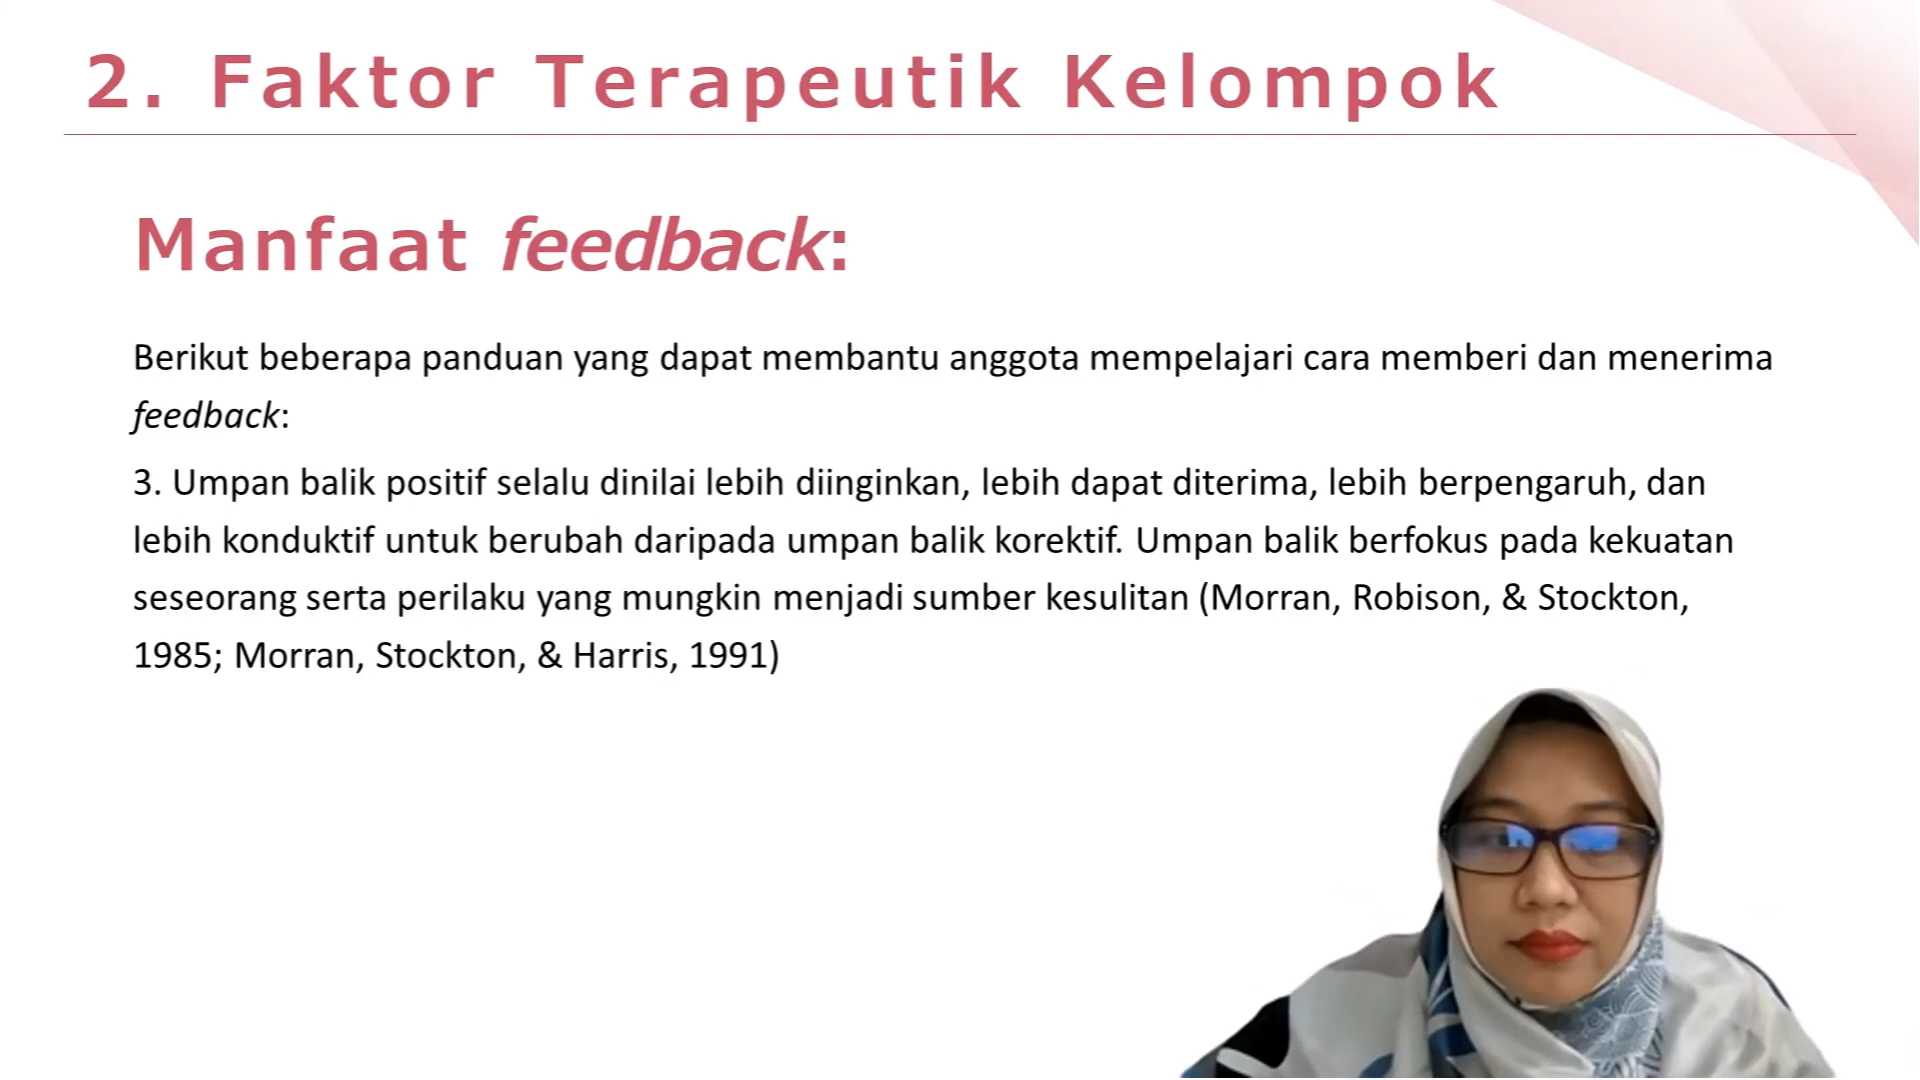 2. Faktor Terapeutik Kelompok
Manfaat feedback:
Berikut beberapa panduan yang dapat membantu anggota mempelajari cara memberi dan menerima
feedback:
3. Umpan balik positif selalu dinilai lebih diinginkan, lebih dapat diterima, lebih berpengaruh, dan
lebih konduktif untuk berubah daripada umpan balik korektif. Umpan balik berfokus pada kekuatan
seseorang serta perilaku yang mungkin menjadi sumber kesulitan (Morran, Robison, & Stockton,
1985; Morran, Stockton, & Harris, 1991)